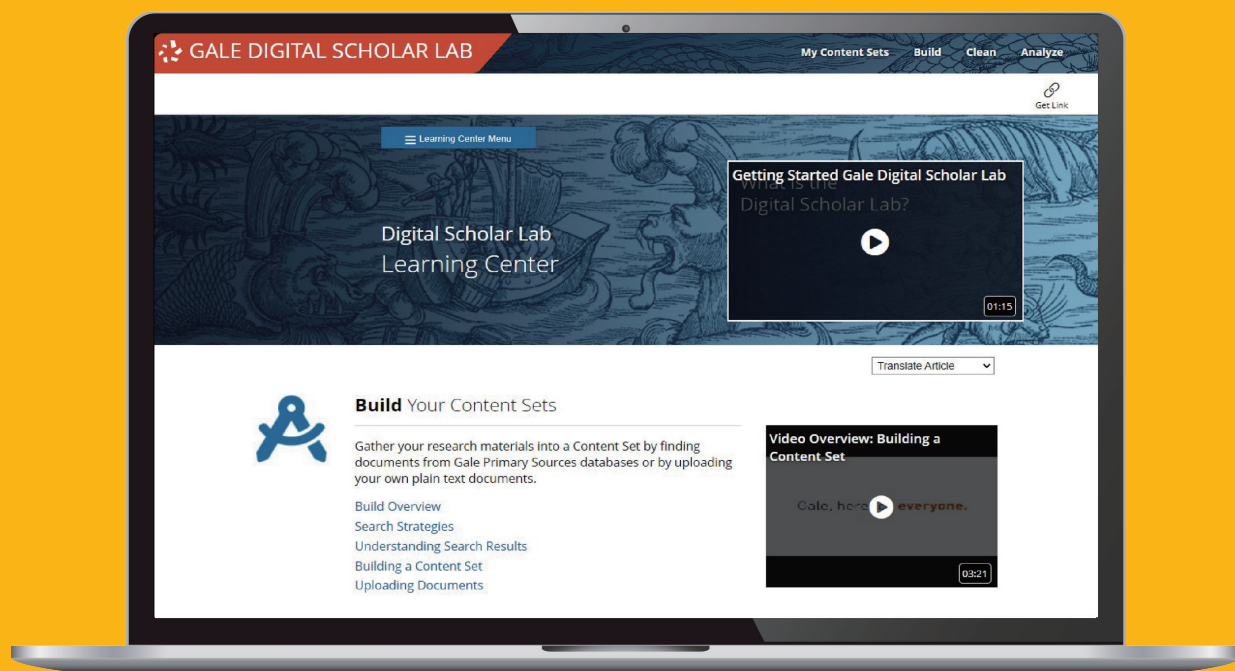 GALE DIGITAL SCHOLAR LAB
My Content Sets Build Clean Analyze
Get Link
Learning Center Menu
Getting Started Gale Digital Scholar Lab
What is the
Digital Scholar Lab?
01:15
Digital Scholar Lab
Learning Center
Translate Article
Build Your Content Sets
Gather your research materials into a Content Set by finding
documents from Gale Primary Sources databases or by uploading
your own plain text documents.
Build Overview
Search Strategies
Understanding Search Results
Building a Content Set
Uploading Documents
Video Overview: Building a
Content Set
Gale, here everyone.
03:21